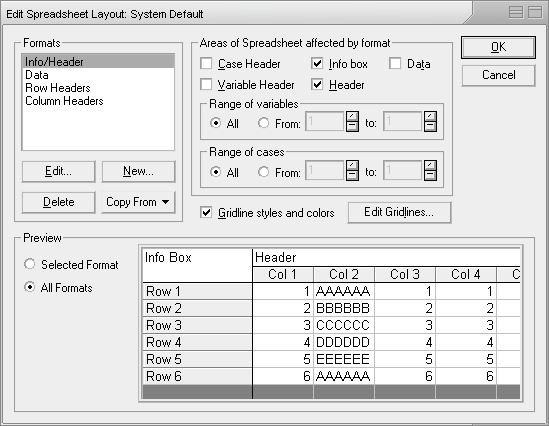 Edit Spreadsheet Layout: System Default
Formats
Info/Header
Data
Row Headers
Column Headers
Edit...
New...
Delete
Copy From
Areas of Spreadsheet affected by format
Case Header
Info box
Data
Variable Header
Header
Range of variables
All
From:
1
to:
1
Range of cases
All
From:
1
to:
1
OK
Cancel
Gridline styles and colors
Edit Gridlines...
Preview
Selected Format
All Formats
Info Box
Header
Col 1 Col 2 Col 3 Col 4 C
Row 1 1 AAAAAA 1 1
Row 2 2 BBBBBB 2 2
Row 3 3 CCCCCC 3 3
Row 4 4 DDDDDD 4 4
Row 5 5 EEEEEE 5 5
Row 6 6 AAAAAA 6 6